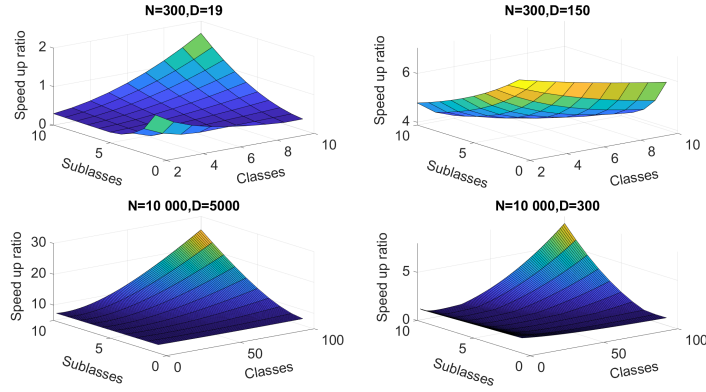 N=300,D=19
Speed up ratio
2
1
0
10
5
0
Sublasses
2
4
6
8
10
Classes
N=300,D=150
Speed up ratio
6
4
10
5
0
Sublasses
2
4
6
8
10
Classes
N=10 000,D=5000
Speed up ratio
30
20
10
10
5
0
Sublasses
0
50
100
Classes
N=10 000,D=300
Speed up ratio
5
0
10
5
0
Sublasses
0
50
100
Classes